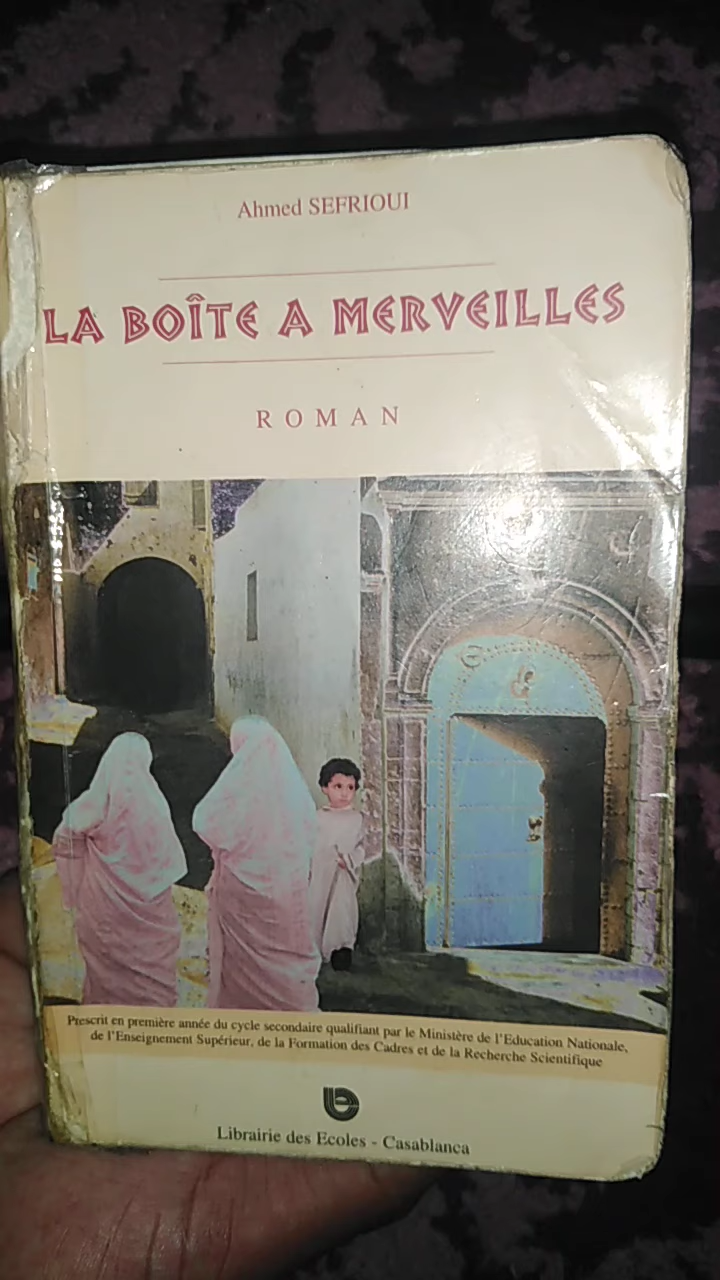 Ahmed SEFRIOUI
LA BOÎTE A MERVEILLES
ROMAN
Prescrit en première année du cycle secondaire qualifiant par le Ministère de l'Education Nationale,
de l'Enseignement Supérieur, de la Formation des Cadres et de la Recherche Scientifique
Librairie des Ecoles - Casablanca